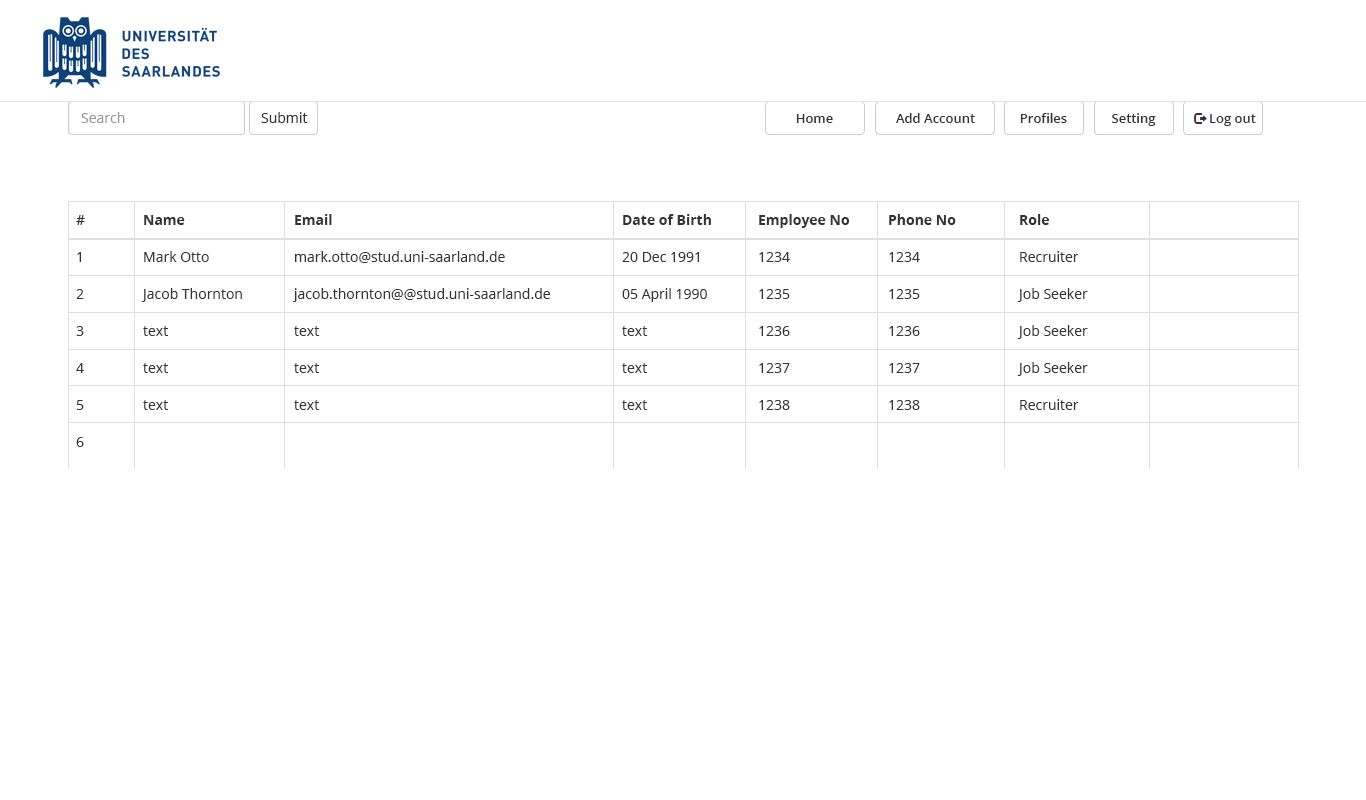 UNIVERSITÄT
DES
SAARLANDES
Search Submit Home Add Account Profiles Setting Log out
# Name Email Date of Birth Employee No Phone No Role
1 Mark Otto mark.otto@stud.uni-saarland.de 20 Dec 1991 1234 1234 Recruiter
2 Jacob Thornton jacob.thornton@@stud.uni-saarland.de 05 April 1990 1235 1235 Job Seeker
3 text text text 1236 1236 Job Seeker
4 text text text 1237 1237 Job Seeker
5 text text text 1238 1238 Recruiter
6